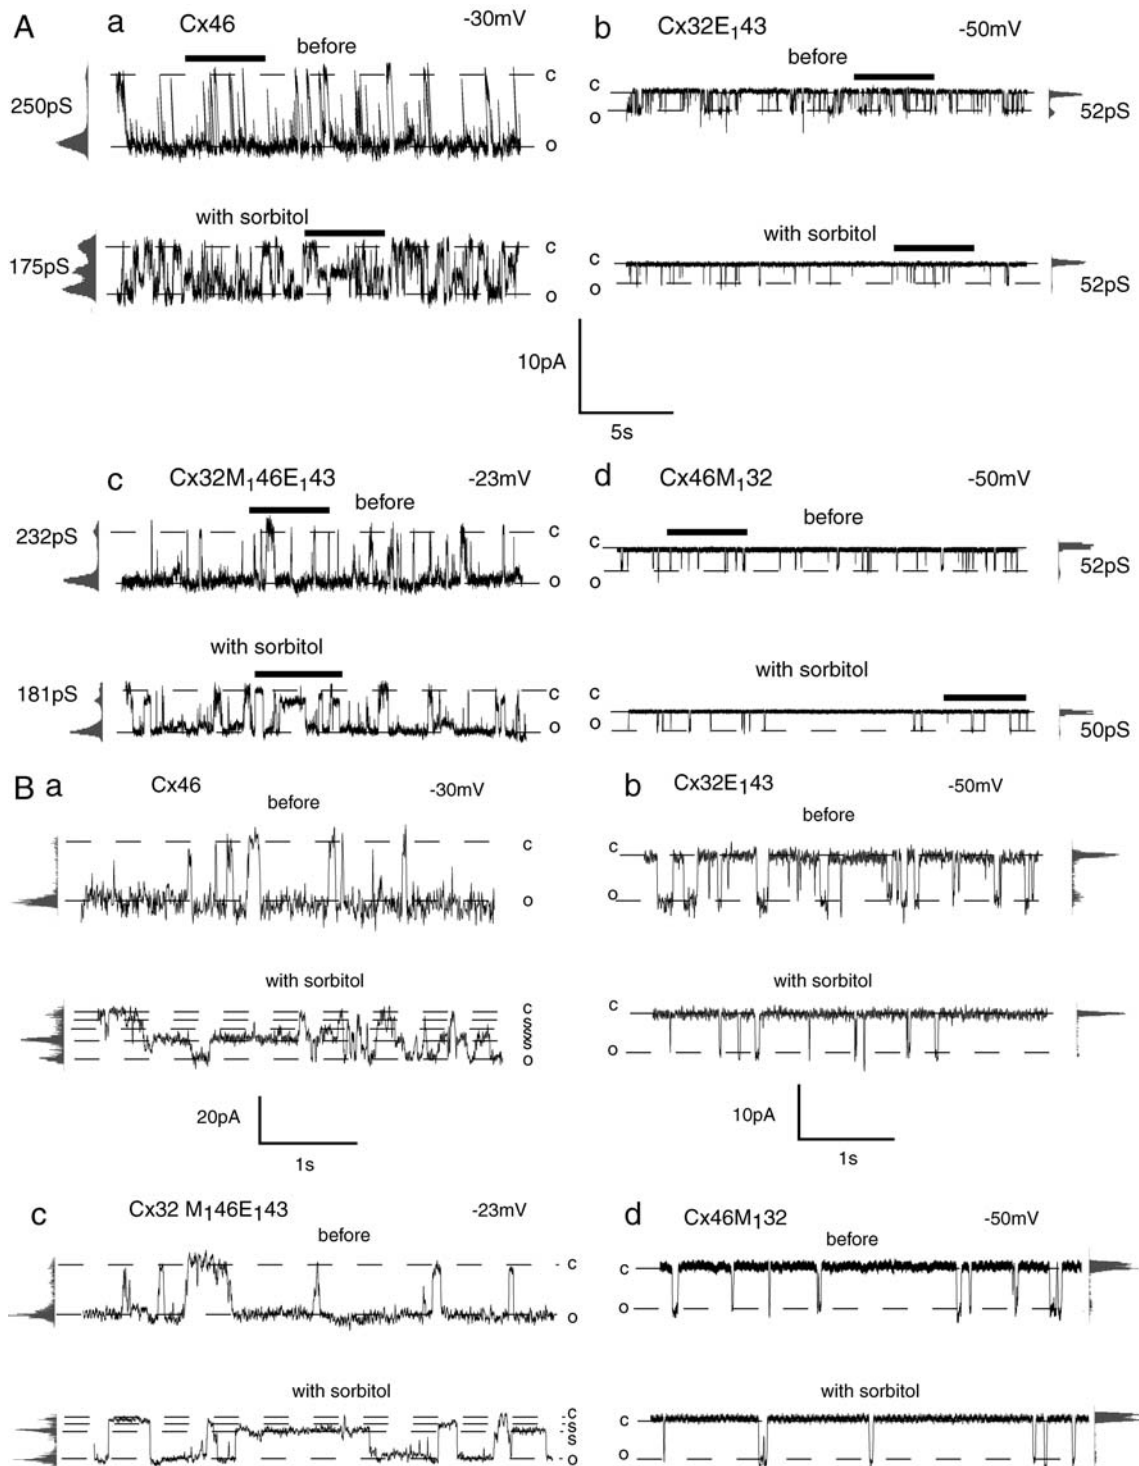 A a Cx46 -30mV
before
c
250pS
o
with sorbitol
c
175pS
o
b Cx32E₁43 -50mV
before
c
o
52pS
with sorbitol
c
o
52pS
10pA
5s
c Cx32M₁46E₁43 -23mV
before
232pS
c
o
with sorbitol
181pS
c
o
d Cx46M₁32 -50mV
before
c
o
52pS
with sorbitol
c
o
50pS
B a Cx46 -30mV
before
c
o
with sorbitol
c
s
s
s
o
20pA
1s
b Cx32E₁43 -50mV
before
c
o
with sorbitol
c
o
10pA
1s
c Cx32 M₁46E₁43 -23mV
before
c
o
with sorbitol
c
s
s
o
d Cx46M₁32 -50mV
before
c
o
with sorbitol
c
o